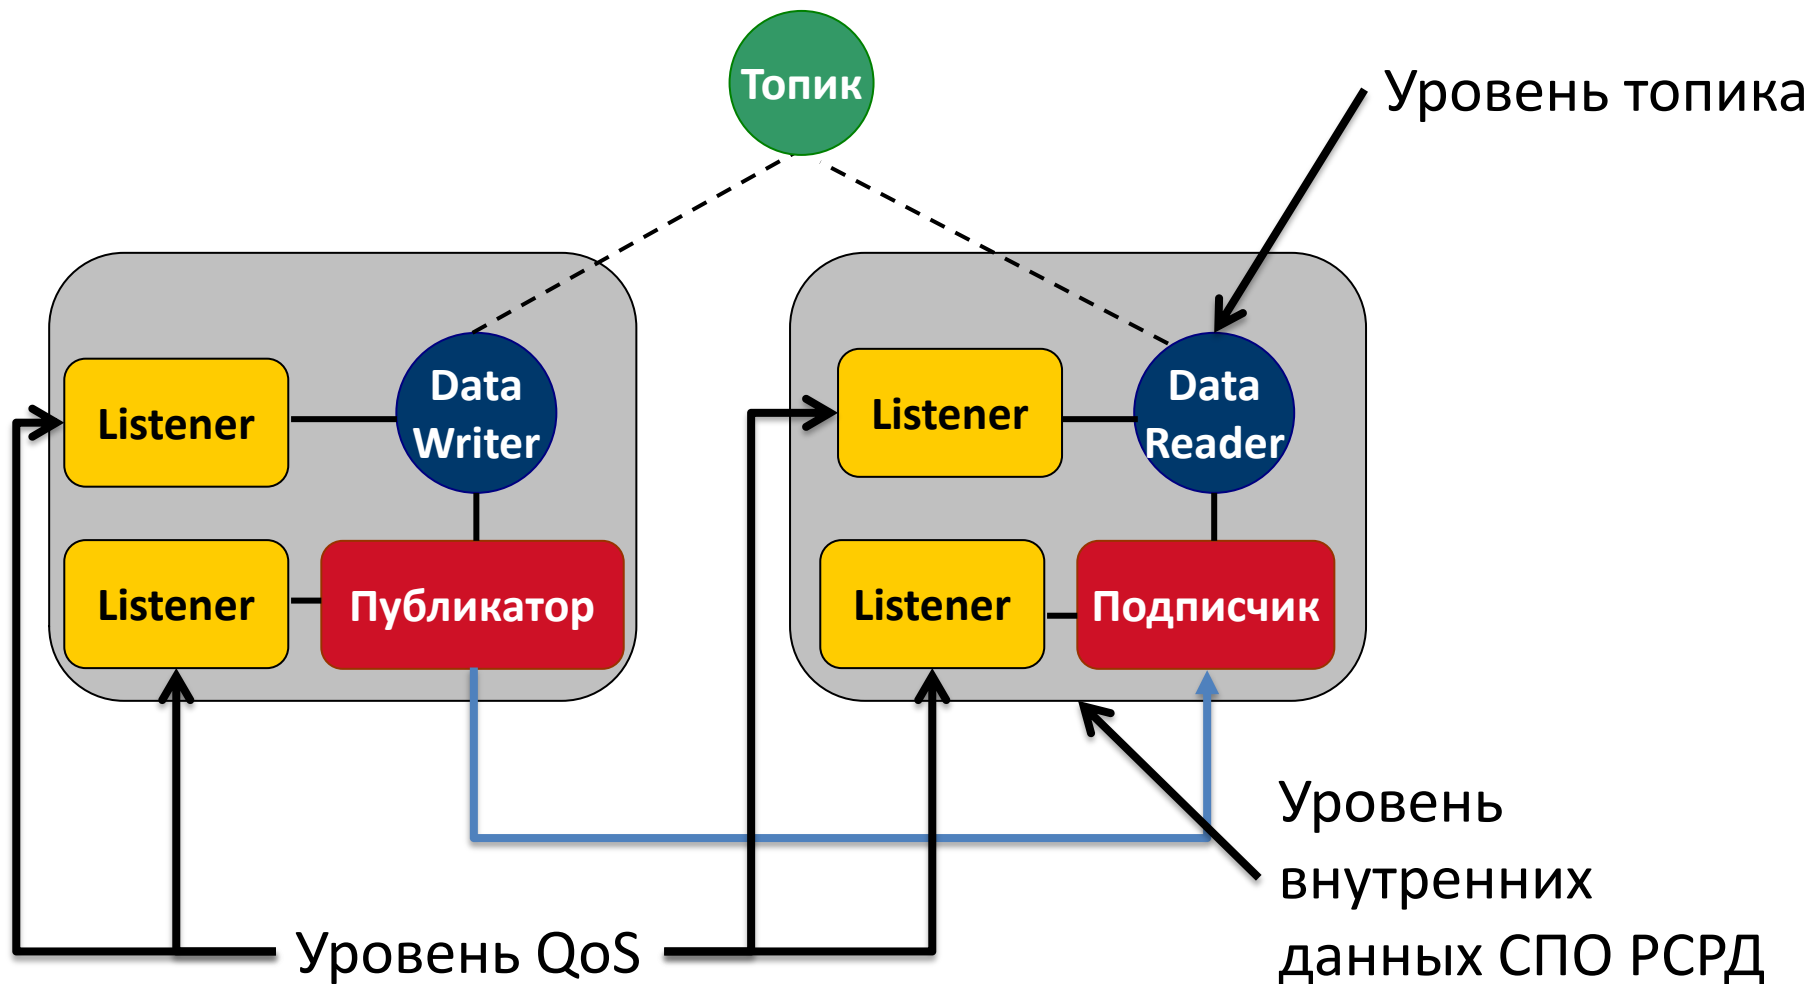 Топик
Уровень топика
Listener
Data
Writer
Listener
Data
Reader
Listener
Публикатор
Listener
Подписчик
Уровень QoS
Уровень
внутренних
данных СПО РСРД